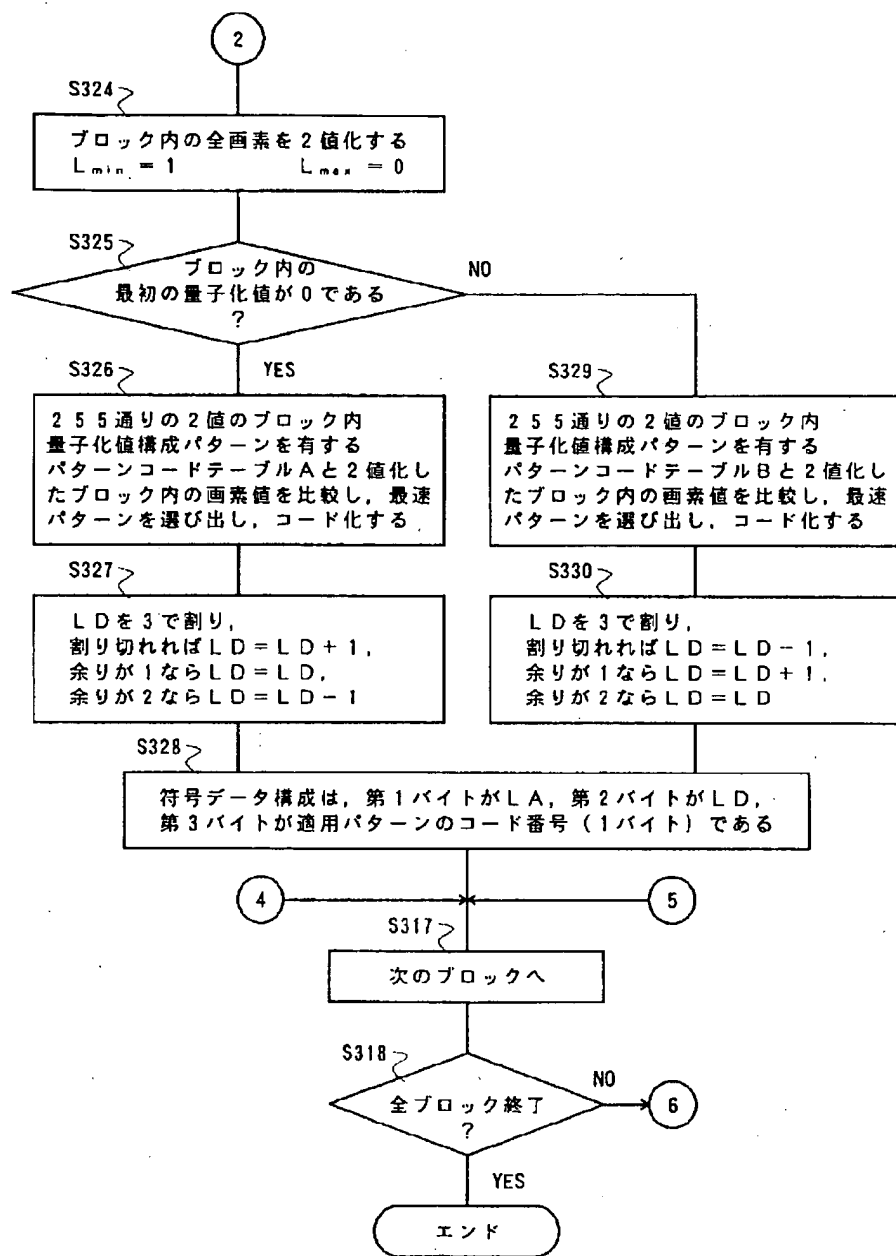 2
S324
ブロック内の全画素を2値化する
Lmin = 1 Lmax = 0
S325
ブロック内の
最初の量子化値が0である
?
NO
YES
S326
255通りの2値のブロック内
量子化値構成パターンを有する
パターンコードテーブルAと2値化し
たブロック内の画素値を比較し,最速
パターンを選び出し,コード化する
S329
255通りの2値のブロック内
量子化値構成パターンを有する
パターンコードテーブルBと2値化し
たブロック内の画素値を比較し,最速
パターンを選び出し,コード化する
S327
LDを3で割り,
割り切れればLD=LD+1,
余りが1ならLD=LD,
余りが2ならLD=LD-1
S330
LDを3で割り,
割り切れればLD=LD-1,
余りが1ならLD=LD+1,
余りが2ならLD=LD
S328
符号データ構成は,第1バイトがLA,第2バイトがLD,
第3バイトが適用パターンのコード番号(1バイト)である
4
5
S317
次のブロックへ
S318
全ブロック終了
?
NO
6
YES
エンド